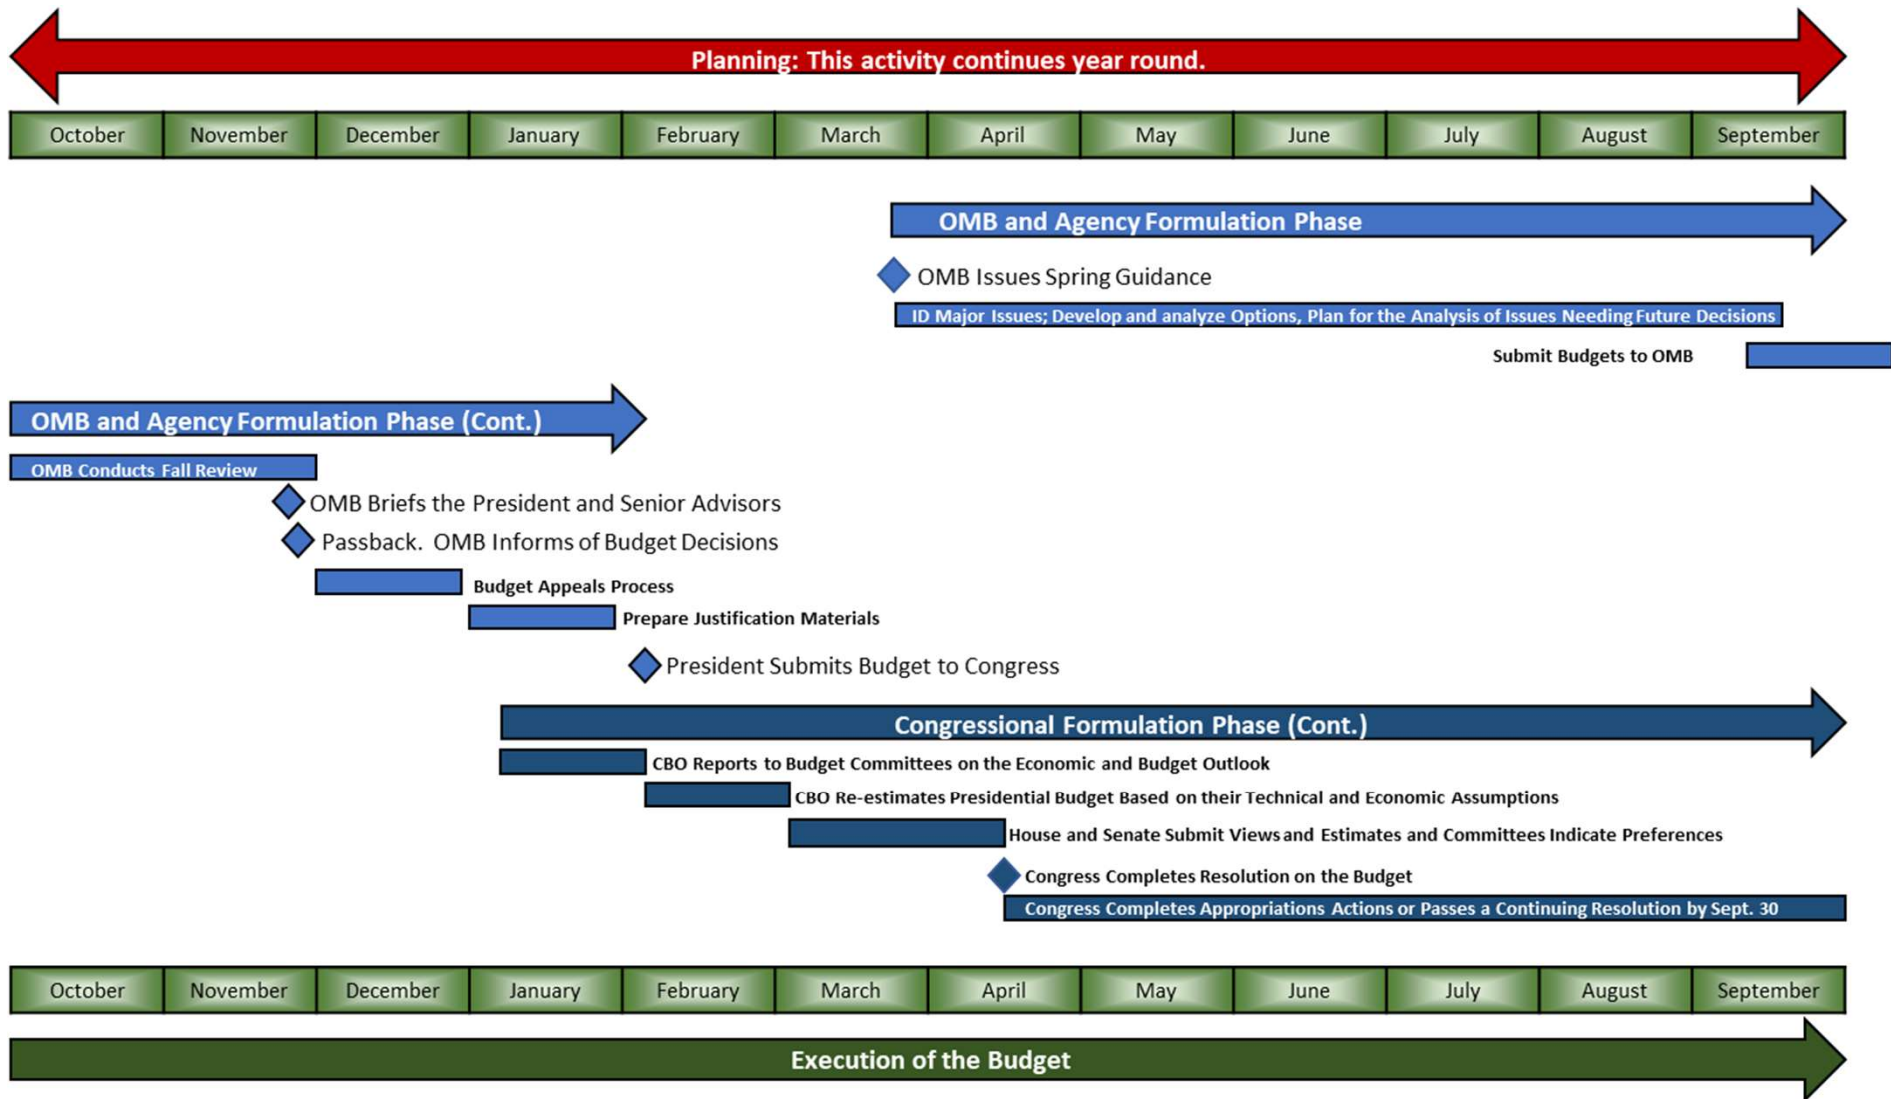 Planning: This activity continues year round.
October November December January February March April May June July August September
OMB and Agency Formulation Phase
OMB Issues Spring Guidance
ID Major Issues; Develop and analyze Options, Plan for the Analysis of Issues Needing Future Decisions
Submit Budgets to OMB
OMB and Agency Formulation Phase (Cont.)
OMB Conducts Fall Review
OMB Briefs the President and Senior Advisors
Passback. OMB Informs of Budget Decisions
Budget Appeals Process
Prepare Justification Materials
President Submits Budget to Congress
Congressional Formulation Phase (Cont.)
CBO Reports to Budget Committees on the Economic and Budget Outlook
CBO Re-estimates Presidential Budget Based on their Technical and Economic Assumptions
House and Senate Submit Views and Estimates and Committees Indicate Preferences
Congress Completes Resolution on the Budget
Congress Completes Appropriations Actions or Passes a Continuing Resolution by Sept. 30
October November December January February March April May June July August September
Execution of the Budget